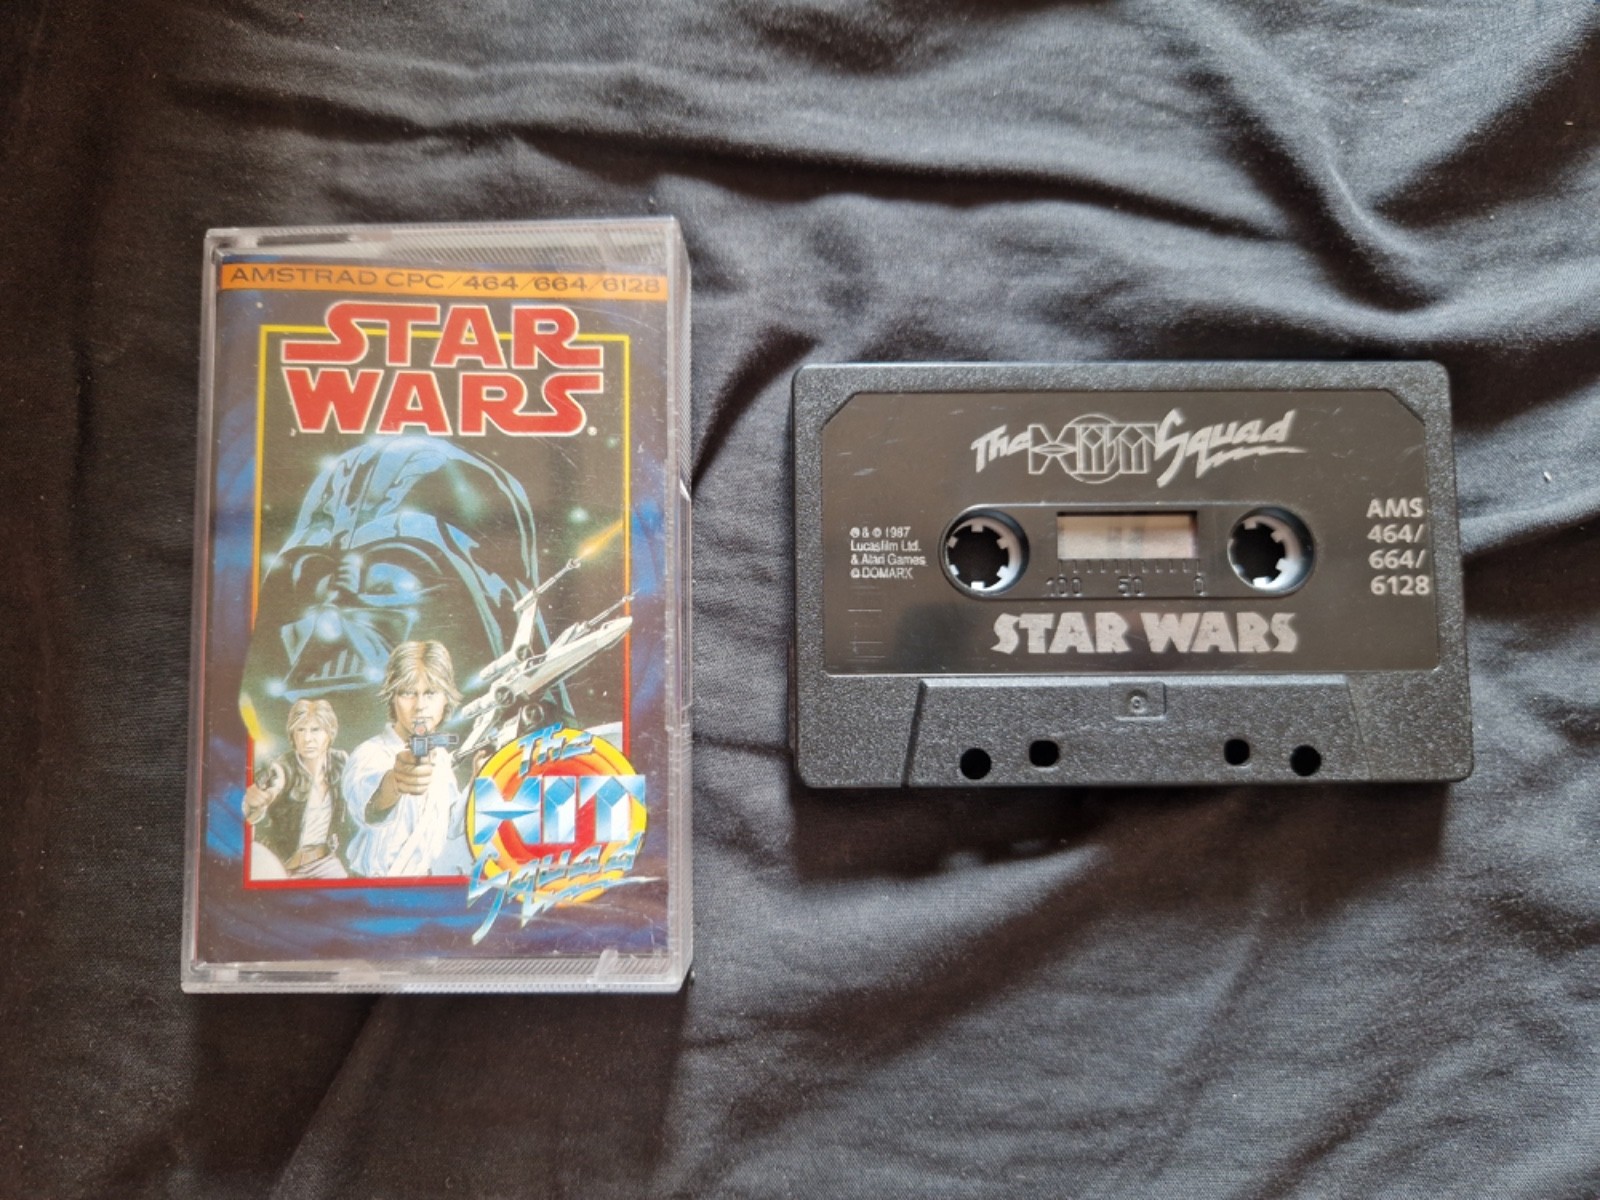 AMSTRAD CPC/464/664/6128
STAR
WARS
The
HIT
Squad
The HIT Squad
℗ & © 1987
Lucasfilm Ltd.
& Atari Games
© DOMARK
AMS
464/
664/
6128
100 50 0
STAR WARS